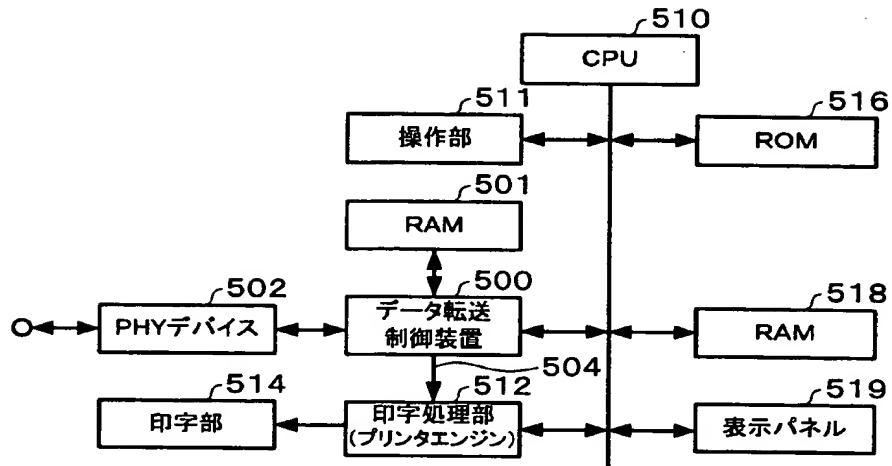 510
CPU
511
操作部
516
ROM
501
RAM
502
PHYデバイス
500
データ転送
制御装置
518
RAM
504
514
印字部
512
印字処理部
(プリンタエンジン)
519
表示パネル